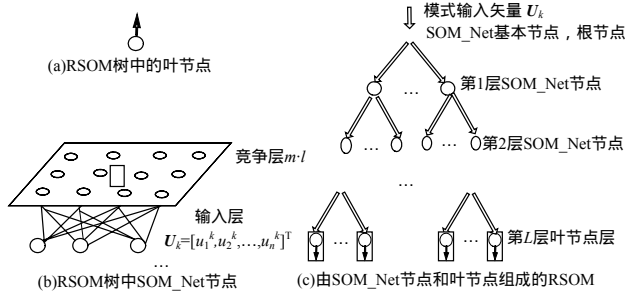 (a)RSOM树中的叶节点
竞争层m·l
输入层
U_k=[u_1^k,u_2^k,…,u_n^k]^T
…
(b)RSOM树中SOM_Net节点
模式输入矢量 U_k
SOM_Net基本节点，根节点
… 第1层SOM_Net节点
… … 第2层SOM_Net节点
…
… … 第L层叶节点层
(c)由SOM_Net节点和叶节点组成的RSOM